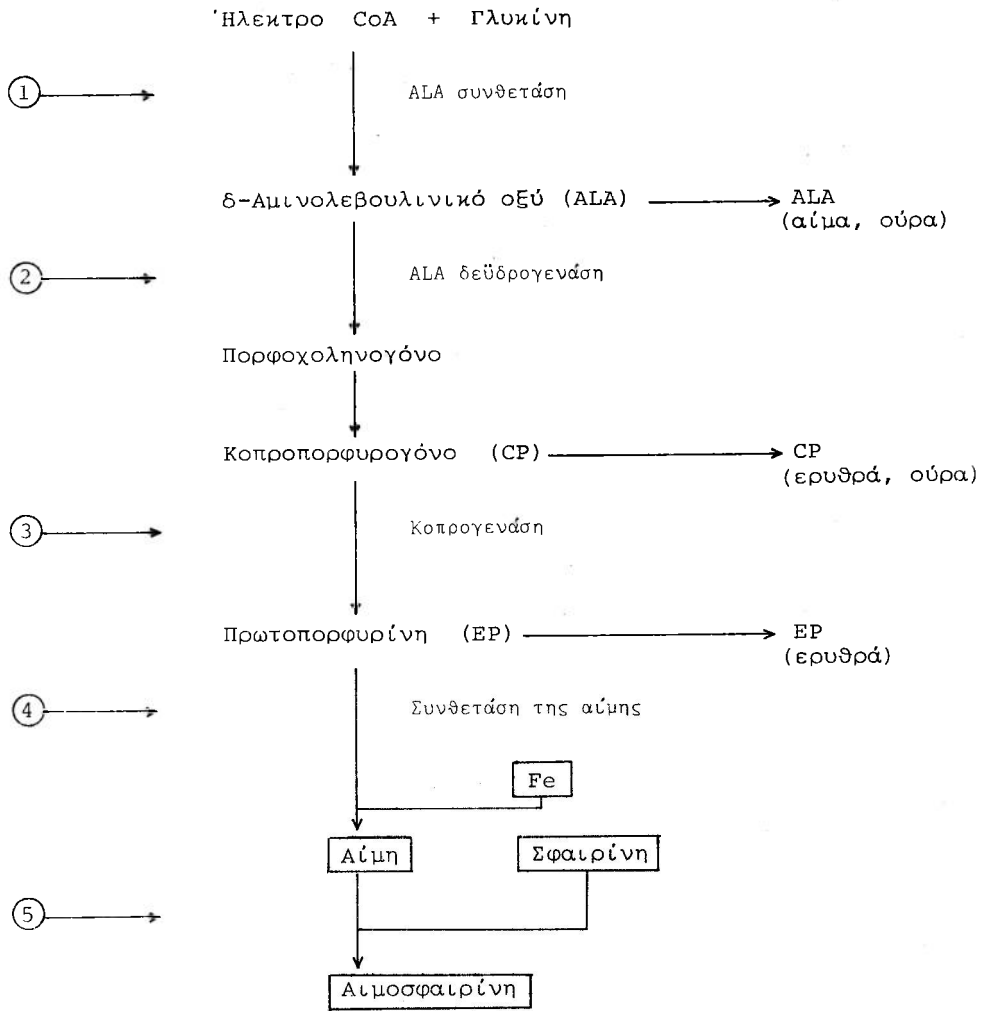 Ήλεκτρο CoA + Γλυκίνη
1
ALA συνθετάση
δ-Αμινολεβουλινικό οξύ (ALA)
ALA
(αίμα, ούρα)
2
ALA δεϋδρογενάση
Πορφοχοληνογόνο
Κοπροπορφυρογόνο (CP)
CP
(ερυθρά, ούρα)
3
Κοπρογενάση
Πρωτοπορφυρίνη (EP)
EP
(ερυθρά)
4
Συνθετάση της αίμης
Fe
Αίμη
Σφαιρίνη
5
Αιμοσφαιρίνη